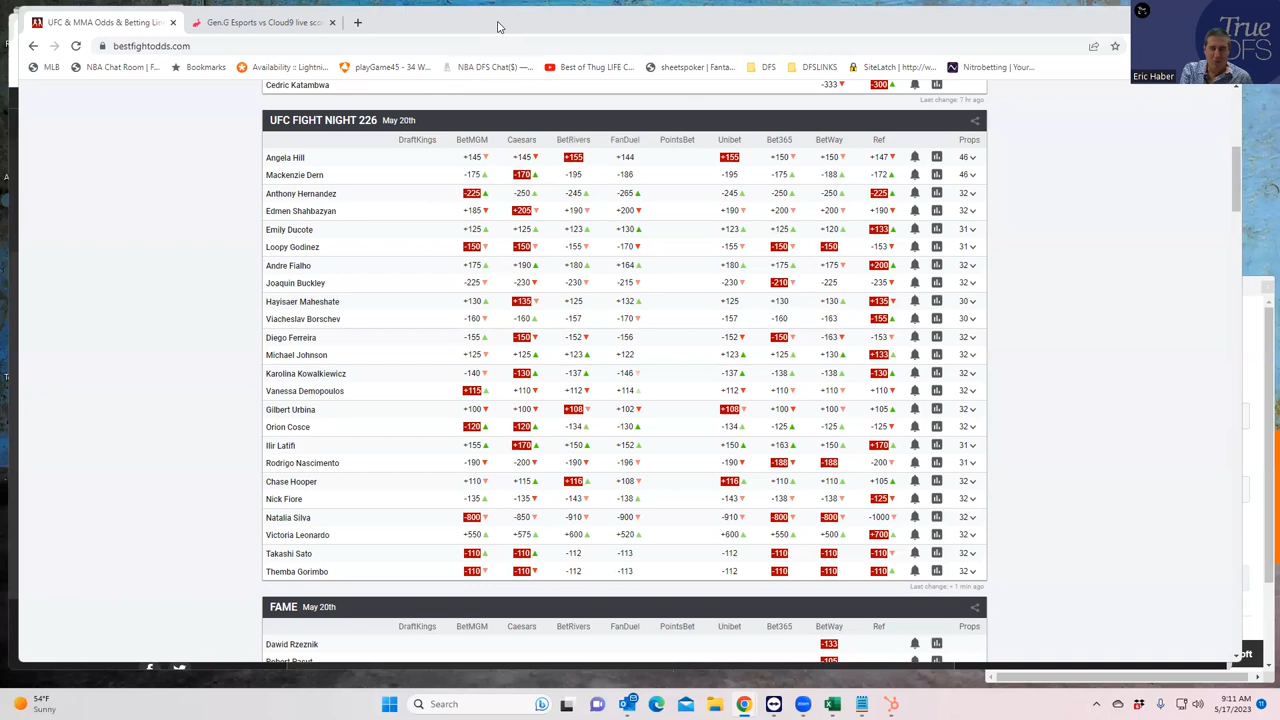 UFC & MMA Odds & Betting Lin
Gen.G Esports vs Cloud9 live sco
bestfightodds.com
MLB
NBA Chat Room | F...
Bookmarks
Availability :: Lightni...
playGame45 - 34 W...
NBA DFS Chat($) —...
Best of Thug LIFE C...
sheetspoker | Fanta...
DFS
DFSLINKS
SiteLatch | http://w...
Nitrobetting | Your...
True
DFS
Eric Haber
Cedric Katambwa -333 -300
Last change: 7 hr ago
UFC FIGHT NIGHT 226 May 20th
DraftKings BetMGM Caesars BetRivers FanDuel PointsBet Unibet Bet365 BetWay Ref Props
Angela Hill +145 +145 +155 +144 +155 +150 +150 +147 46
Mackenzie Dern -175 -170 -195 -186 -195 -175 -188 -172 46
Anthony Hernandez -225 -250 -245 -265 -245 -250 -250 -225 32
Edmen Shahbazyan +185 +205 +190 +200 +190 +200 +200 +190 32
Emily Ducote +125 +125 +123 +130 +123 +125 +120 +133 31
Loopy Godinez -150 -150 -155 -170 -155 -150 -150 -153 31
Andre Fialho +175 +190 +180 +164 +180 +175 +175 +200 32
Joaquin Buckley -225 -230 -230 -215 -230 -210 -225 -235 32
Hayisaer Maheshate +130 +135 +125 +132 +125 +130 +130 +135 30
Viacheslav Borschev -160 -160 -157 -170 -157 -160 -163 -155 30
Diego Ferreira -155 -150 -152 -156 -152 -150 -163 -153 32
Michael Johnson +125 +125 +123 +122 +123 +125 +130 +133 32
Karolina Kowalkiewicz -140 -130 -137 -146 -137 -138 -138 -130 32
Vanessa Demopoulos +115 +110 +112 +114 +112 +110 +110 +110 32
Gilbert Urbina +100 +100 +108 +102 +108 +100 +100 +105 32
Orion Cosce -120 -120 -134 -130 -134 -125 -125 -125 32
Ilir Latifi +155 +170 +150 +152 +150 +163 +150 +170 31
Rodrigo Nascimento -190 -200 -190 -196 -190 -188 -188 -200 31
Chase Hooper +110 +115 +116 +108 +116 +110 +110 +105 32
Nick Fiore -135 -135 -143 -138 -143 -138 -138 -125 32
Natalia Silva -800 -850 -910 -900 -910 -800 -800 -1000 32
Victoria Leonardo +550 +575 +600 +520 +600 +550 +500 +700 32
Takashi Sato -110 -110 -112 -113 -112 -110 -110 -110 32
Themba Gorimbo -110 -110 -112 -113 -112 -110 -110 -110 32
Last change: < 1 min ago
FAME May 20th
DraftKings BetMGM Caesars BetRivers FanDuel PointsBet Unibet Bet365 BetWay Ref Props
Dawid Rzeznik -133
54°F
Sunny
Search
9:11 AM
5/17/2023